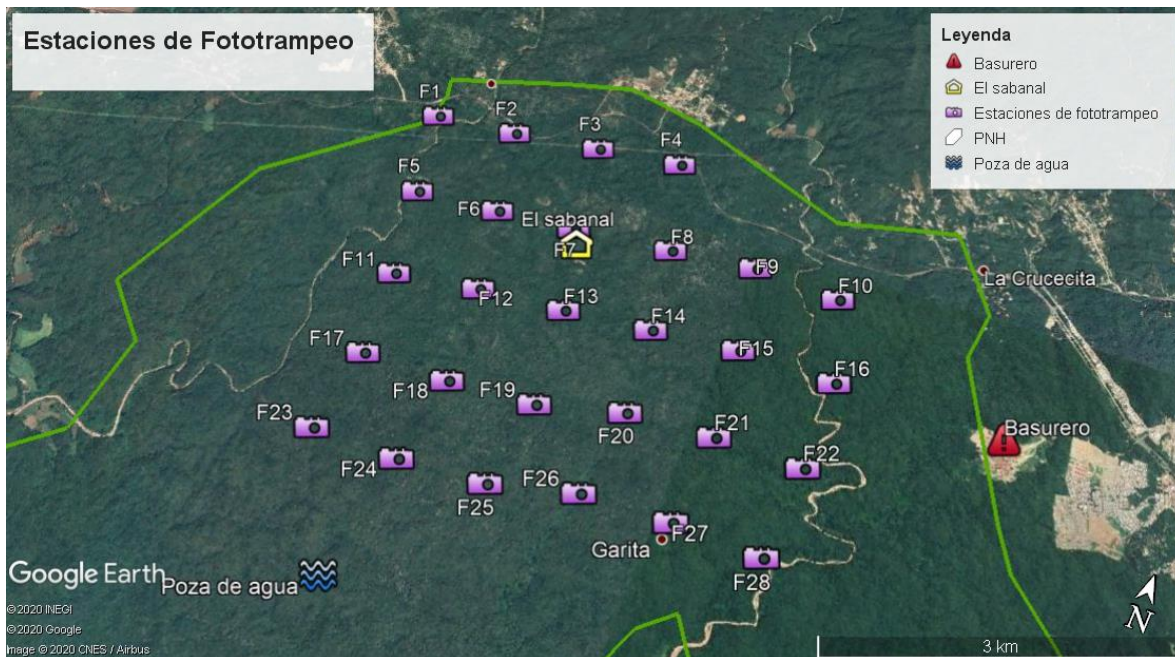 Estaciones de Fototrampeo
Leyenda
Basurero
El sabanal
Estaciones de fototrampeo
PNH
Poza de agua
F1
F2
F3
F4
F5
F6
El sabanal
F7
F8
F9
F10
La Crucecita
F11
F12
F13
F14
F15
F16
F17
F18
F19
F20
F21
F22
Basurero
F23
F24
F25
F26
F27
Garita
F28
Google Earth
Poza de agua
© 2020 INEGI
© 2020 Google
Image © 2020 CNES / Airbus
N
3 km